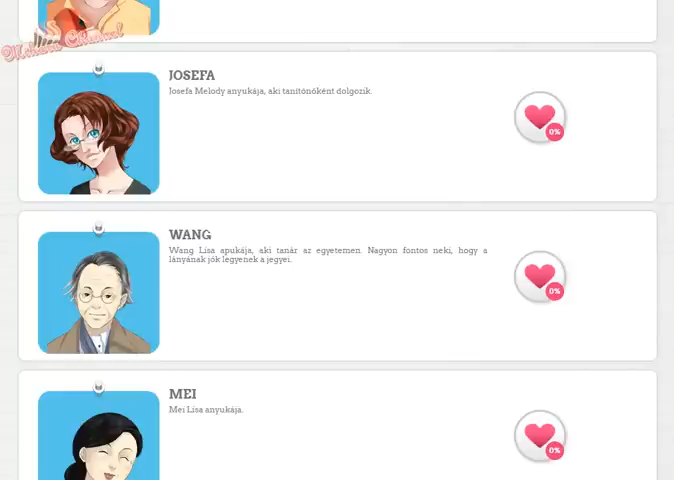 JOSEFA
Josefa Melody anyukája, aki tanítónőként dolgozik.
0%
WANG
Wang Lisa apukája, aki tanár az egyetemen. Nagyon fontos neki, hogy a
lányának jók legyenek a jegyei.
0%
MEI
Mei Lisa anyukája.
0%